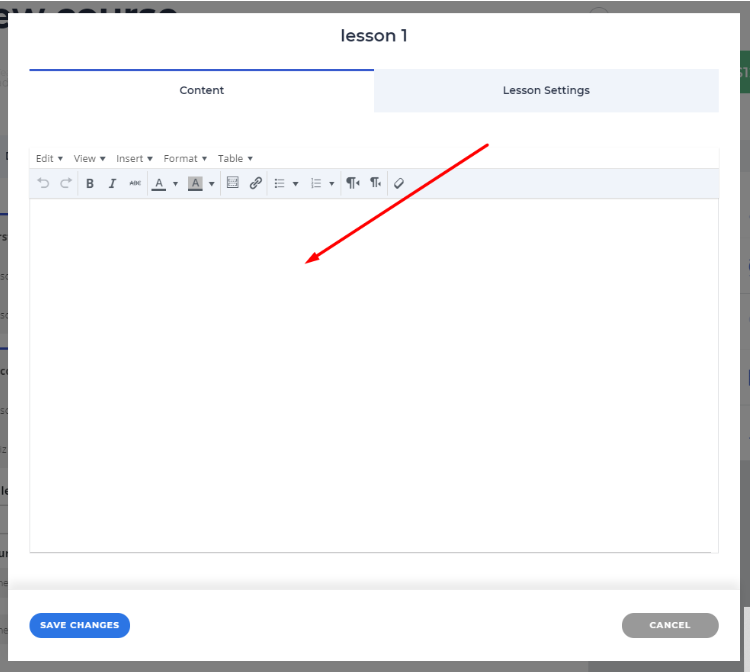 lesson 1
Content Lesson Settings
Edit View Insert Format Table
B I ABC A A
SAVE CHANGES CANCEL